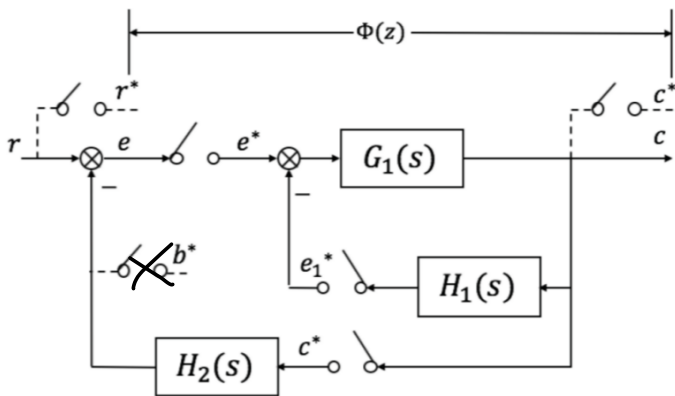 Φ(z)
r*
c*
r
e
e*
G₁(s)
c
−
−
b*
e₁*
H₁(s)
H₂(s)
c*